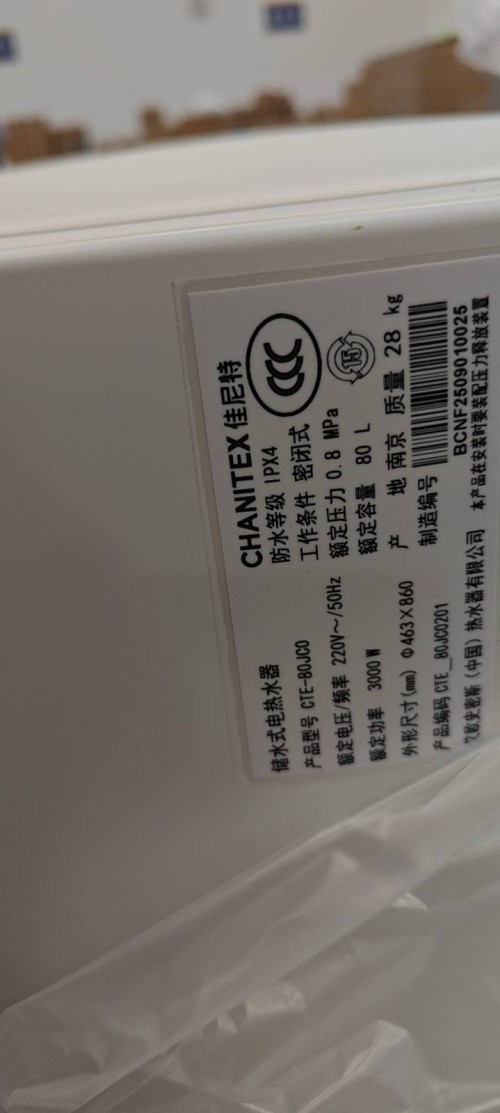 CHANITEX 佳尼特
储水式电热水器 防水等级 IPX4
CCC
产品型号 CTE-80JC0 工作条件 密闭式
15
额定电压/频率 220V～/50Hz 额定压力 0.8 MPa
额定功率 3000 W 额定容量 80 L
外形尺寸(mm) Φ463×860 产 地 南京 质量 28 kg
产品编码 CTE_80JC0201 制造编号
BCNF2509010025
艾欧史密斯（中国）热水器有限公司 本产品在安装时要装配压力释放装置